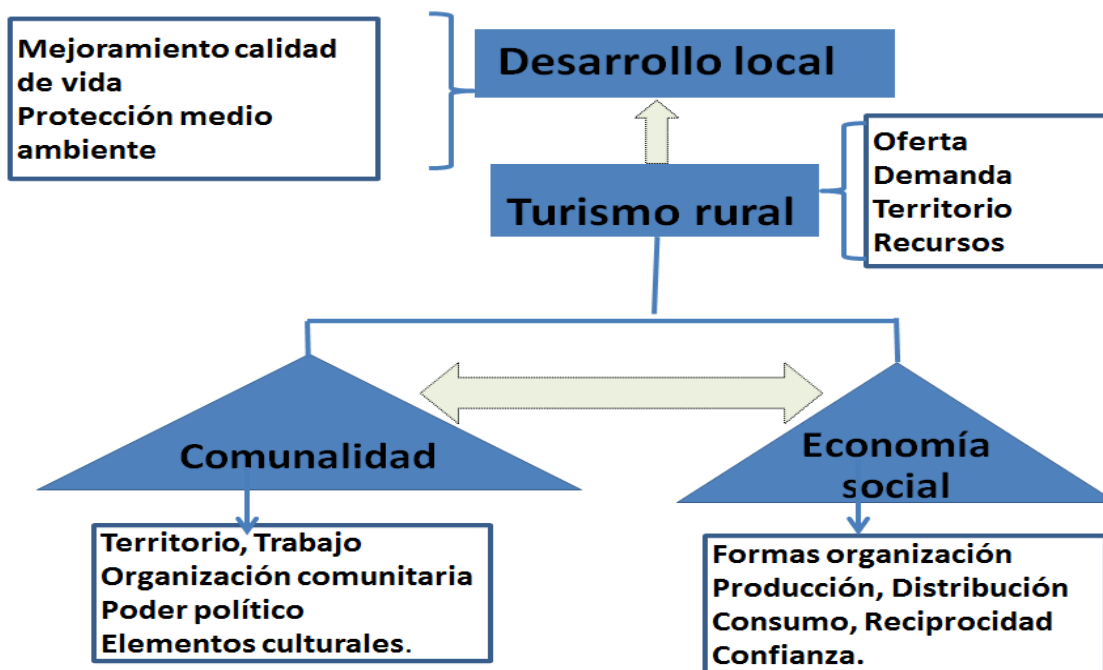 Mejoramiento calidad
de vida
Protección medio
ambiente
Desarrollo local
Oferta
Demanda
Territorio
Recursos
Turismo rural
Comunalidad
Economía
social
Territorio, Trabajo
Organización comunitaria
Poder político
Elementos culturales.
Formas organización
Producción, Distribución
Consumo, Reciprocidad
Confianza.